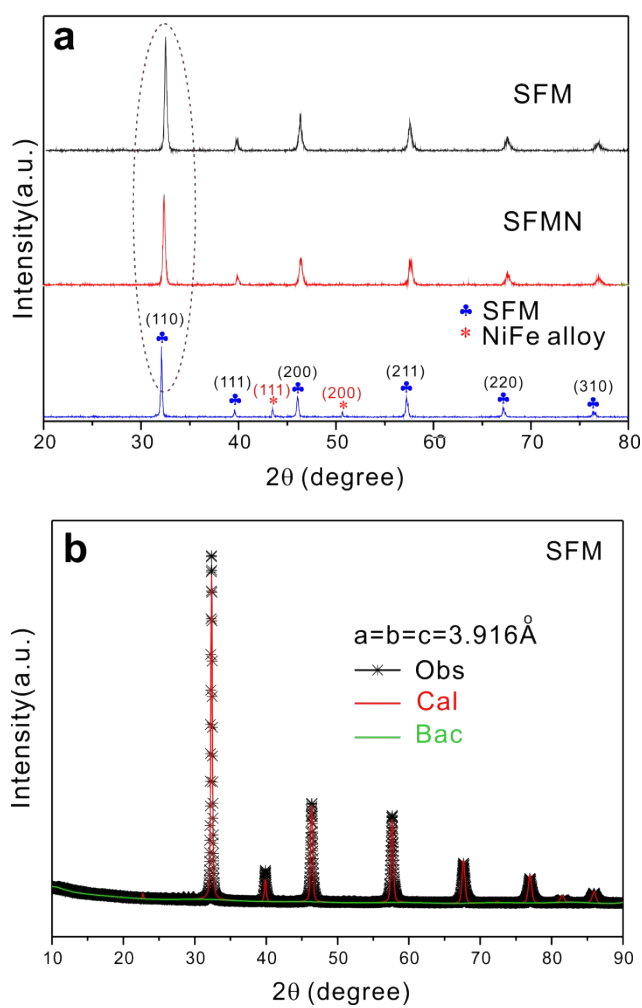 a
SFM
SFMN
♣ SFM
* NiFe alloy
(110)
(111)
(111)
(200)
(200)
(211)
(220)
(310)
Intensity(a.u.)
20 30 40 50 60 70 80
2θ (degree)
b
SFM
a=b=c=3.916Å
Obs
Cal
Bac
Intensity(a.u.)
10 20 30 40 50 60 70 80 90
2θ (degree)